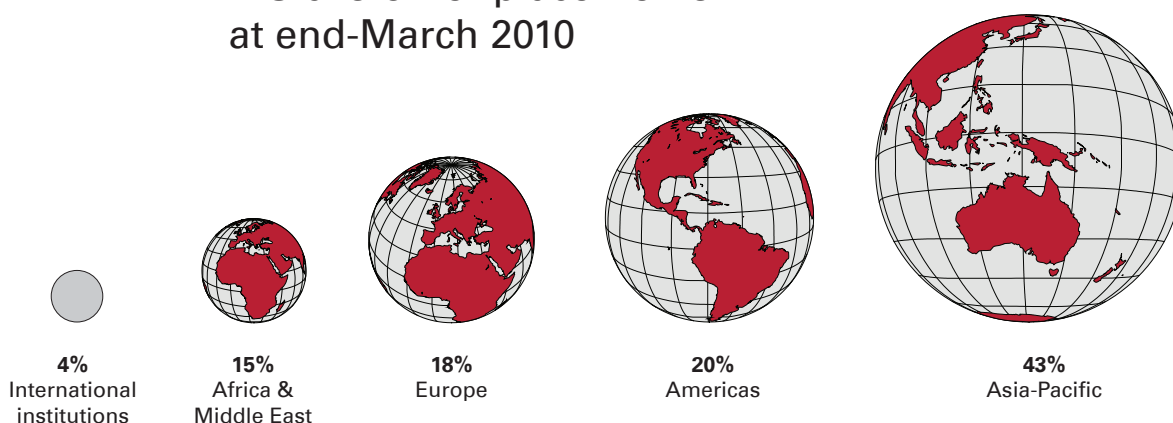 at end-March 2010
4%
International
institutions
15%
Africa &
Middle East
18%
Europe
20%
Americas
43%
Asia-Pacific